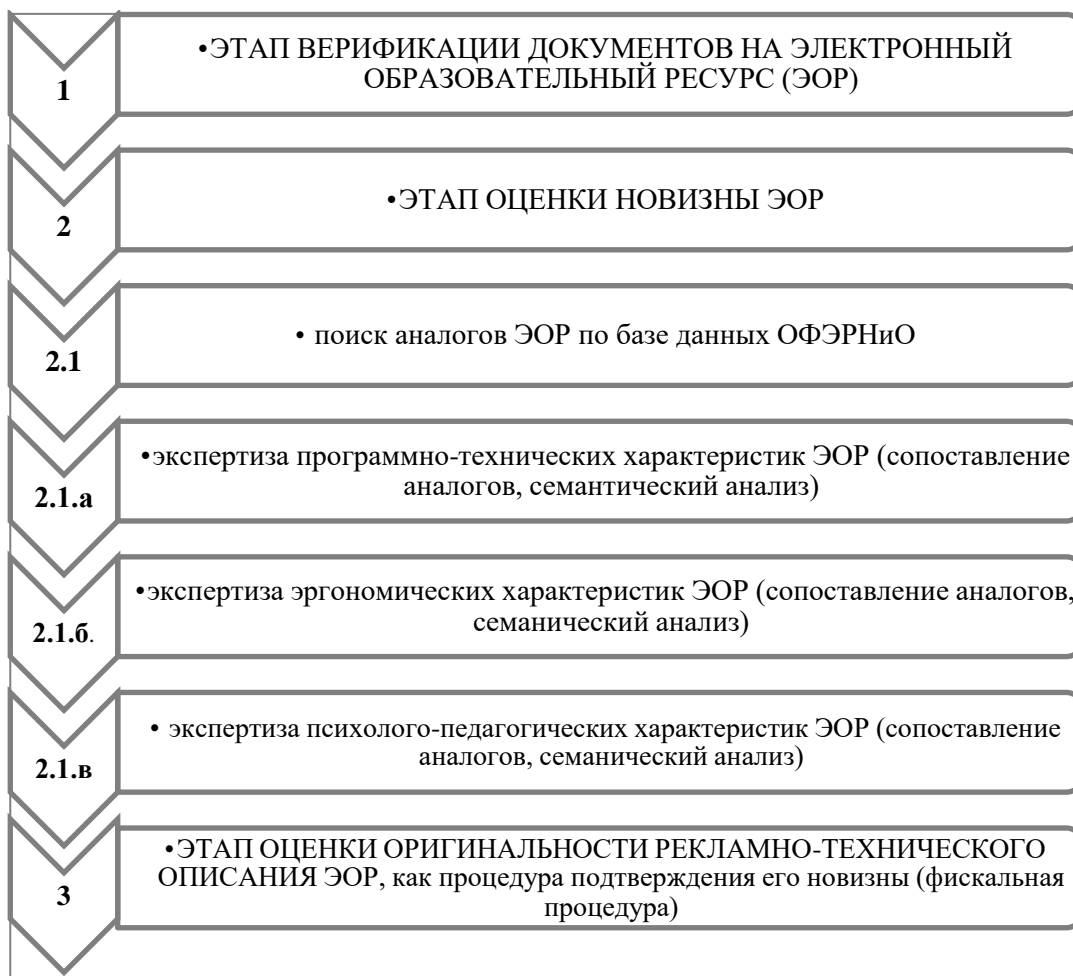 •ЭТАП ВЕРИФИКАЦИИ ДОКУМЕНТОВ НА ЭЛЕКТРОННЫЙ
ОБРАЗОВАТЕЛЬНЫЙ РЕСУРС (ЭОР)
1
•ЭТАП ОЦЕНКИ НОВИЗНЫ ЭОР
2
• поиск аналогов ЭОР по базе данных ОФЭРНиО
2.1
•экспертиза программно-технических характеристик ЭОР (сопоставление
аналогов, семантический анализ)
2.1.а
•экспертиза эргономических характеристик ЭОР (сопоставление аналогов,
семанический анализ)
2.1.б.
• экспертиза психолого-педагогических характеристик ЭОР (сопоставление
аналогов, семанический анализ)
2.1.в
•ЭТАП ОЦЕНКИ ОРИГИНАЛЬНОСТИ РЕКЛАМНО-ТЕХНИЧЕСКОГО
ОПИСАНИЯ ЭОР, как процедура подтверждения его новизны (фискальная
процедура)
3